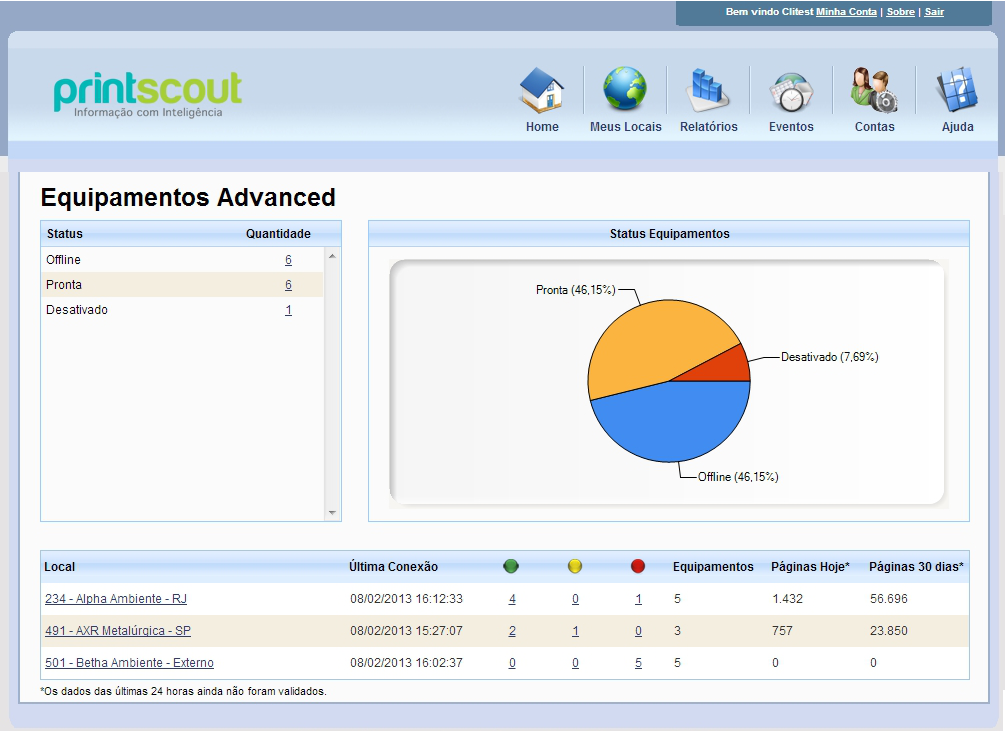 Bem vindo Clitest Minha Conta | Sobre | Sair
printscout
Informação com Inteligência
Home Meus Locais Relatórios Eventos Contas Ajuda
Equipamentos Advanced
Status Quantidade
Offline 6
Pronta 6
Desativado 1
Status Equipamentos
Pronta (46,15%)
Desativado (7,69%)
Offline (46,15%)
Local Última Conexão Equipamentos Páginas Hoje* Páginas 30 dias*
234 - Alpha Ambiente - RJ 08/02/2013 16:12:33 4 0 1 5 1.432 56.696
491 - AXR Metalúrgica - SP 08/02/2013 15:27:07 2 1 0 3 757 23.850
501 - Betha Ambiente - Externo 08/02/2013 16:02:37 0 0 5 5 0 0
*Os dados das últimas 24 horas ainda não foram validados.